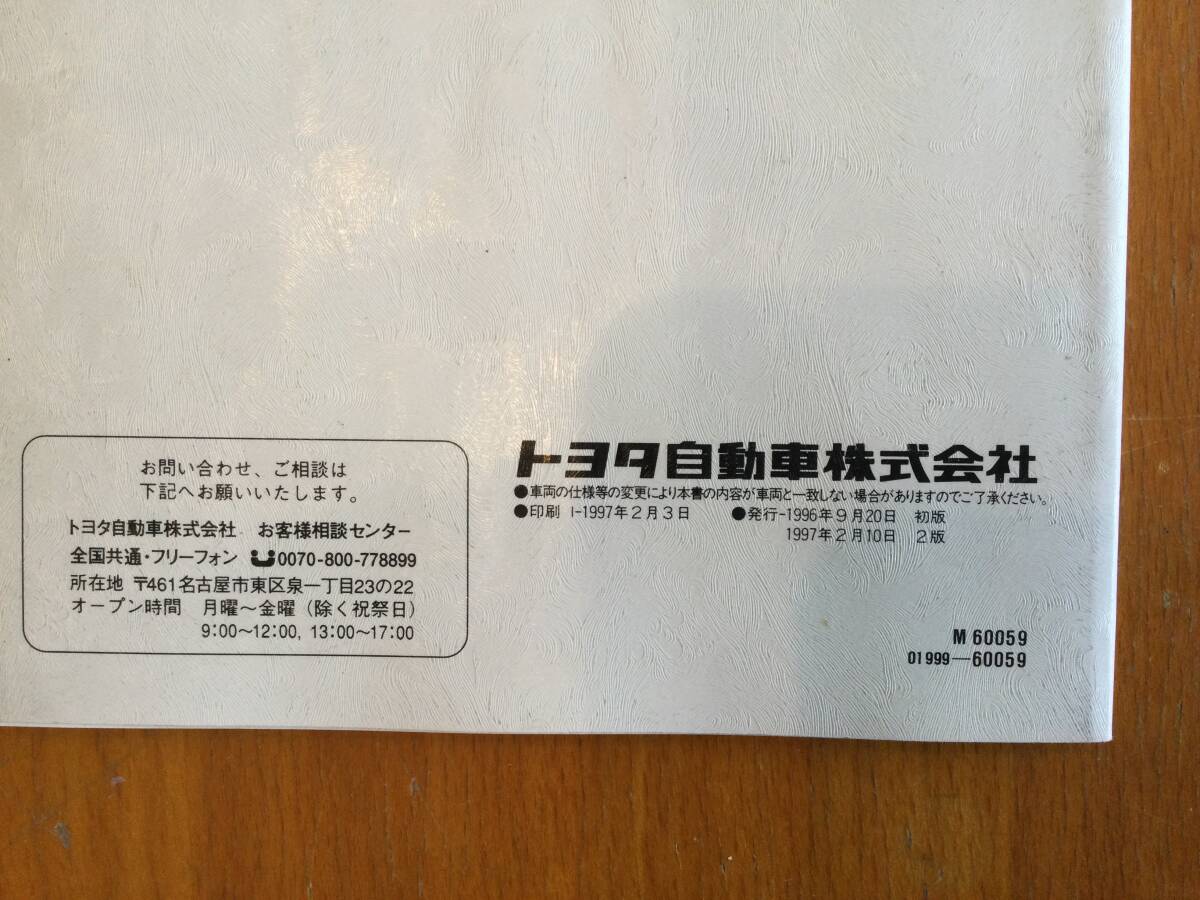 お問い合わせ、ご相談は
下記へお願いいたします。
トヨタ自動車株式会社 お客様相談センター
全国共通・フリーフォン 0070-800-778899
所在地 〒461名古屋市東区泉一丁目23の22
オープン時間 月曜〜金曜（除く祝祭日）
9:00〜12:00, 13:00〜17:00
トヨタ自動車株式会社
●車両の仕様等の変更により本書の内容が車両と一致しない場合がありますのでご了承ください。
●印刷 I-1997年2月3日 ●発行-1996年9月20日 初版
1997年2月10日 2版
M 60059
01999—60059